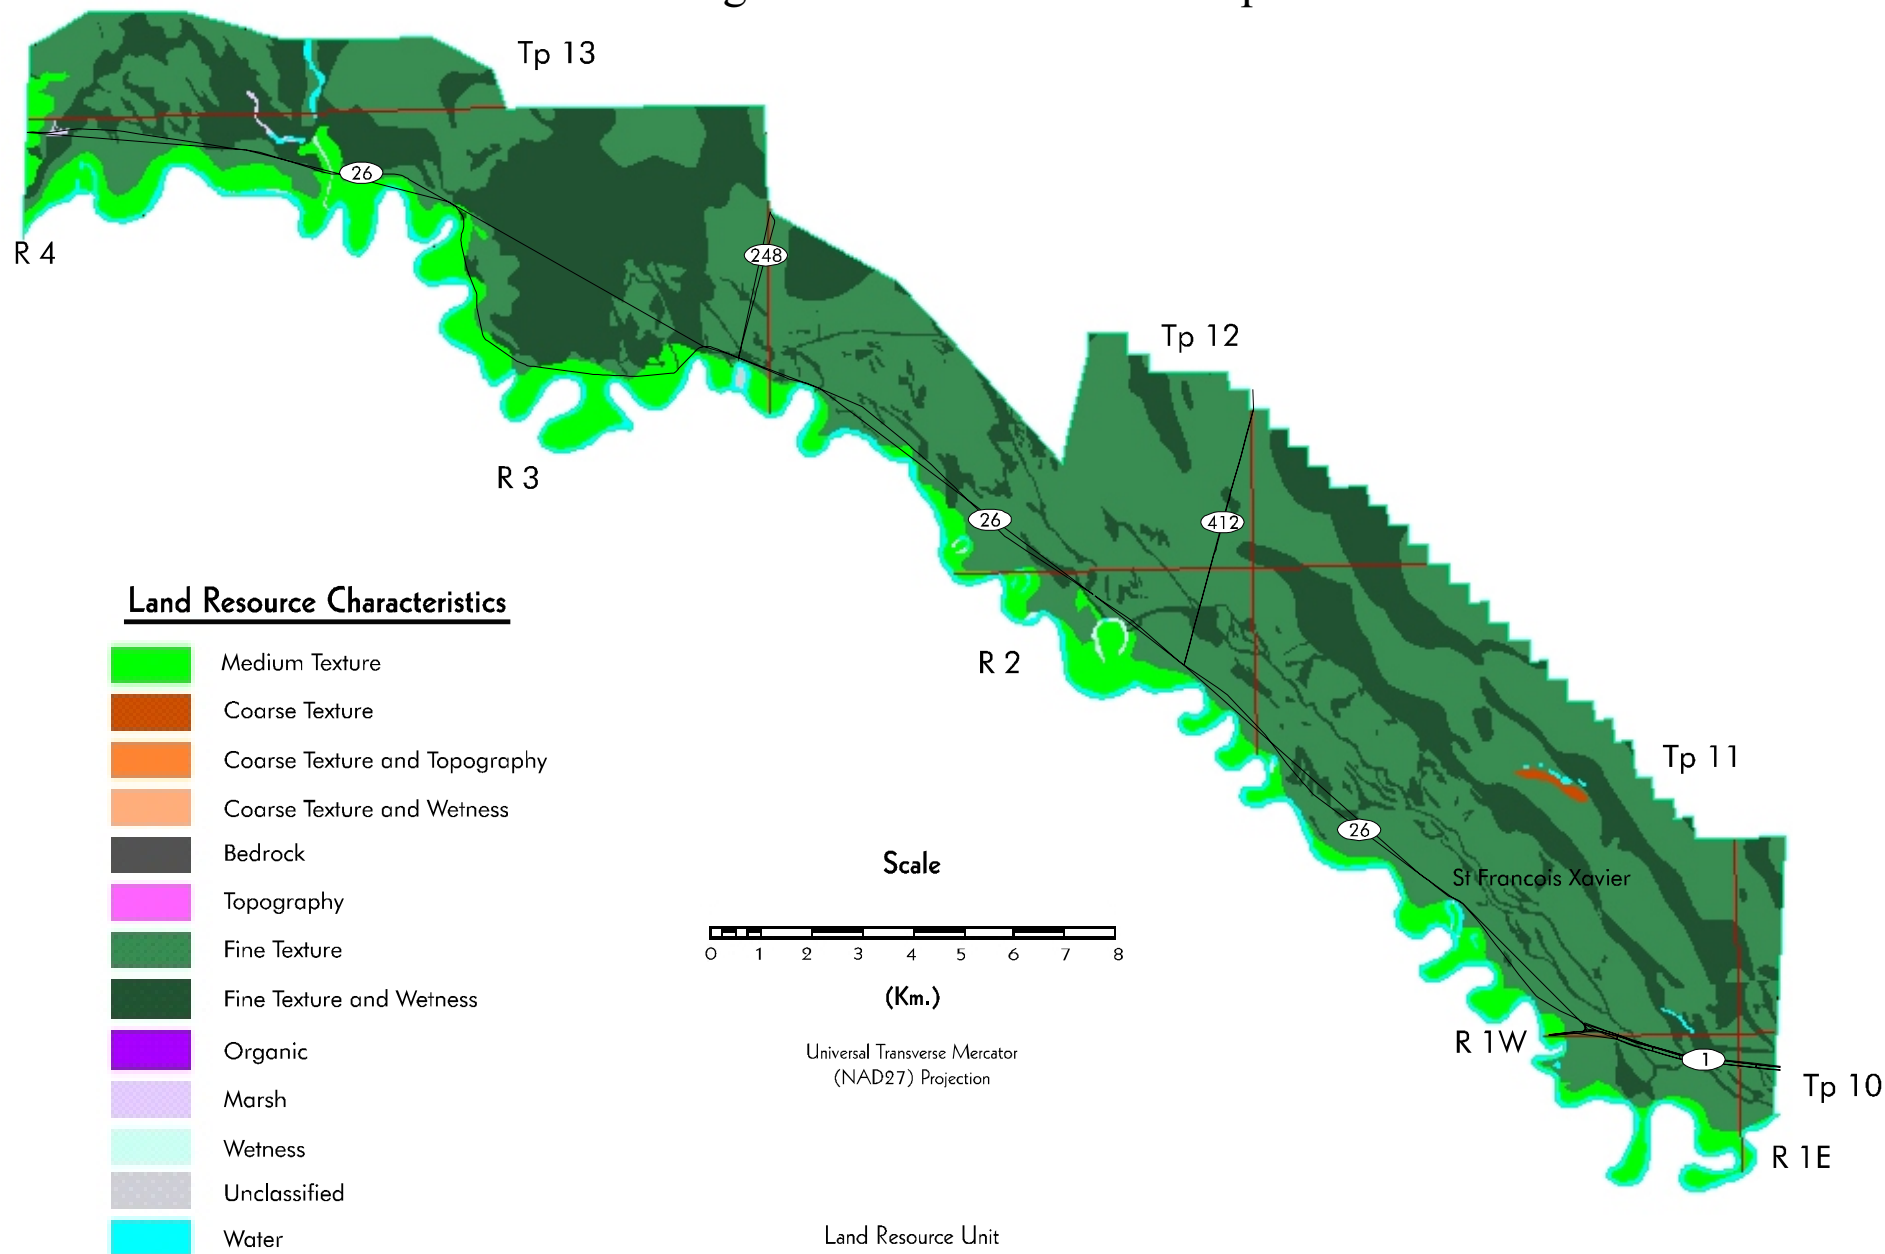 Tp 13
26
R 4
248
Tp 12
R 3
26
412
R 2
Tp 11
26
St Francois Xavier
R 1W
1
Tp 10
R 1E
Land Resource Characteristics
Medium Texture
Coarse Texture
Coarse Texture and Topography
Coarse Texture and Wetness
Bedrock
Topography
Fine Texture
Fine Texture and Wetness
Organic
Marsh
Wetness
Unclassified
Water
Scale
0 1 2 3 4 5 6 7 8
(Km.)
Universal Transverse Mercator
(NAD27) Projection
Land Resource Unit